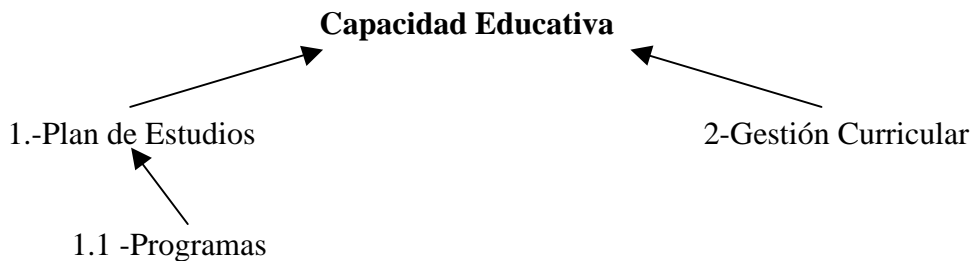 Capacidad Educativa
1.-Plan de Estudios
2-Gestión Curricular
1.1 -Programas